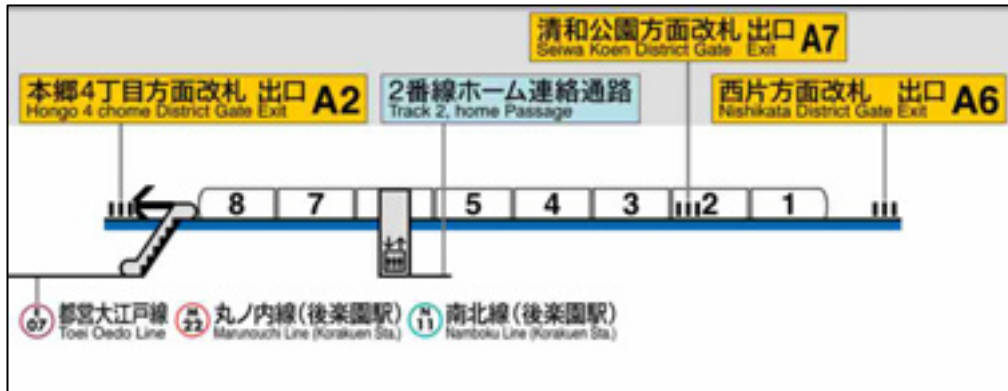 清和公園方面改札 出口 A7
Seiwa Koen District Gate Exit
本郷4丁目方面改札 出口 A2
Hongo 4 chome District Gate Exit
2番線ホーム連絡通路
Track 2, home Passage
西片方面改札 出口 A6
Nishikata District Gate Exit
8 7 5 4 3 2 1
E 07 都営大江戸線 M 22 丸ノ内線(後楽園駅) N 11 南北線(後楽園駅)
Toei Oedo Line Marunouchi Line (Korakuen Sta.) Namboku Line (Korakuen Sta.)